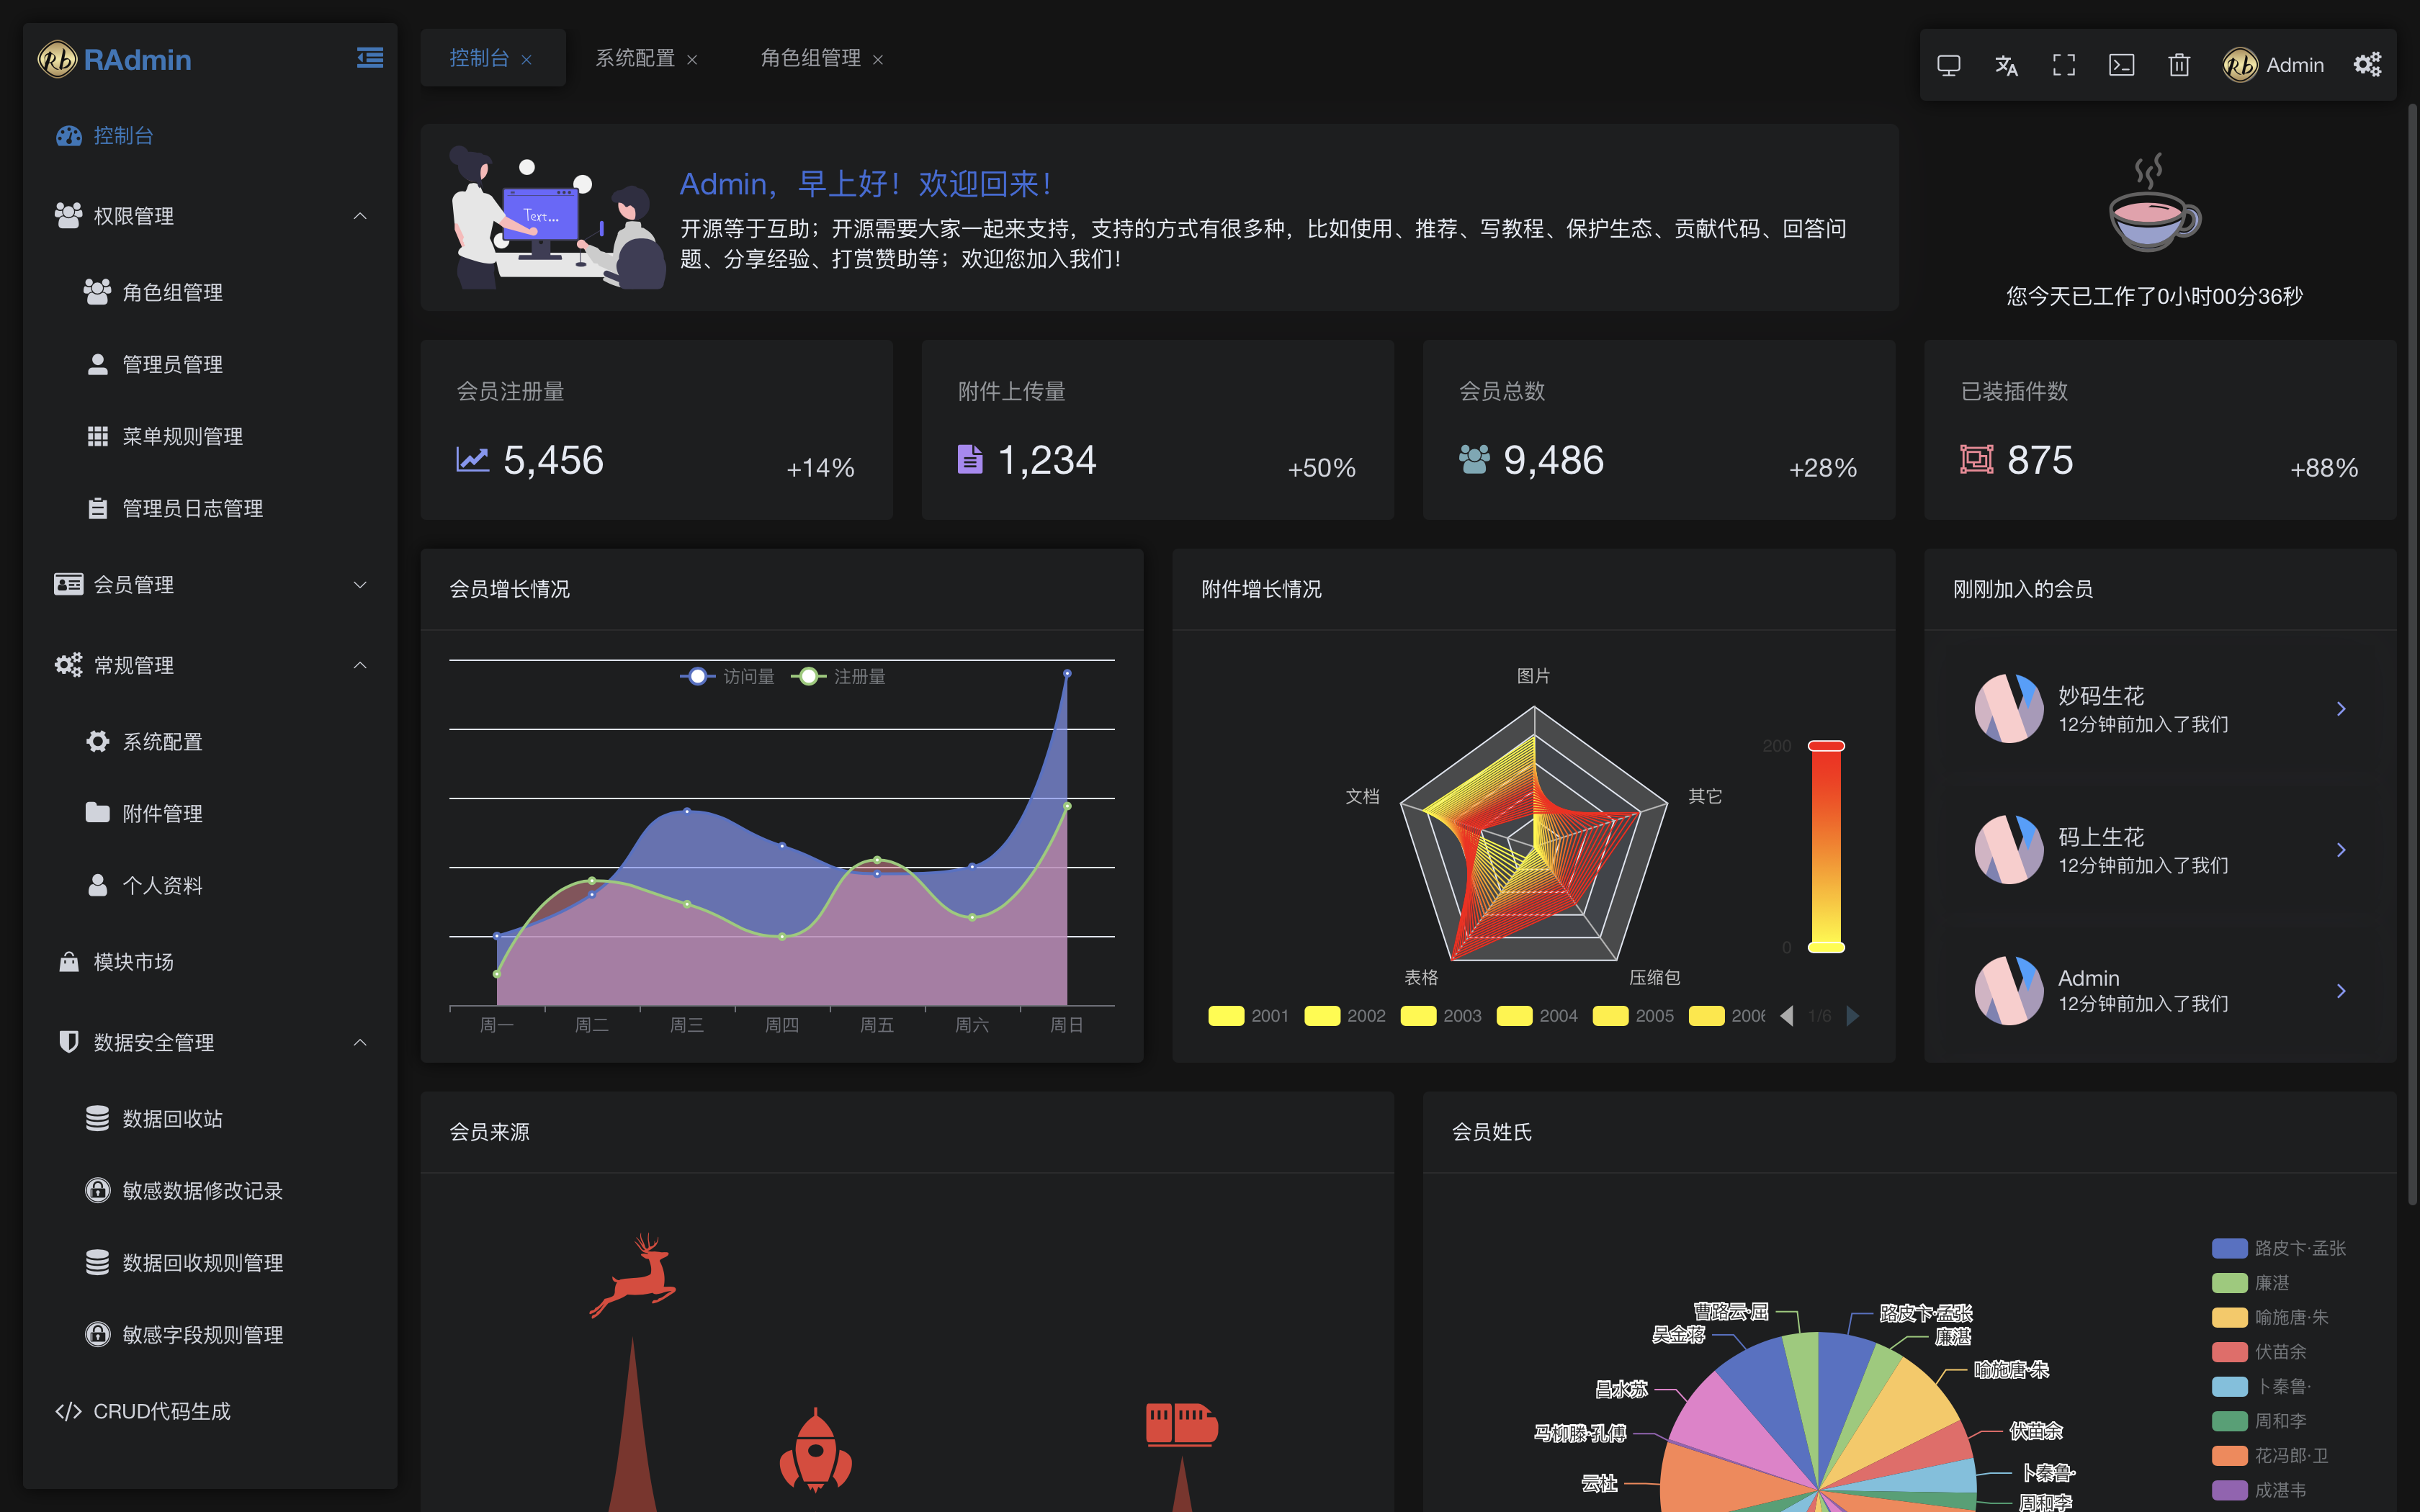 RAdmin
控制台
权限管理
角色组管理
管理员管理
菜单规则管理
管理员日志管理
会员管理
常规管理
系统配置
附件管理
个人资料
模块市场
数据安全管理
数据回收站
敏感数据修改记录
数据回收规则管理
敏感字段规则管理
CRUD代码生成
控制台 系统配置 角色组管理
Rb Admin
Text...
Admin，早上好！欢迎回来！
开源等于互助；开源需要大家一起来支持，支持的方式有很多种，比如使用、推荐、写教程、保护生态、贡献代码、回答问
题、分享经验、打赏赞助等；欢迎您加入我们！
您今天已工作了0小时00分36秒
会员注册量
5,456 +14%
附件上传量
1,234 +50%
会员总数
9,486 +28%
已装插件数
875 +88%
会员增长情况
访问量 注册量
周一 周二 周三 周四 周五 周六 周日
附件增长情况
图片
文档
其它
表格
压缩包
200
0
2001 2002 2003 2004 2005 2006 1/6
刚刚加入的会员
妙码生花
12分钟前加入了我们
码上生花
12分钟前加入了我们
Admin
12分钟前加入了我们
会员来源
会员姓氏
曹路云·屈
吴金蒋
吕水苏
马柳滕·孔傅
云杜
路皮卞·孟张
廉湛
喻施唐·朱
伏苗余
卜秦鲁·
周和李
路皮卞·孟张
廉湛
喻施唐·朱
伏苗余
卜秦鲁·
周和李
花冯郎·卫
成湛韦